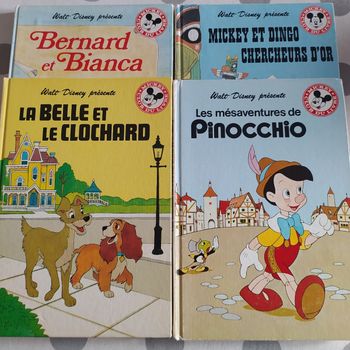 Walt Disney présente
Bernard
et Bianca
Walt Disney présente
MICKEY ET DINGO
CHERCHEURS D'OR
Walt Disney présente
LA BELLE ET
LE CLOCHARD
Walt Disney présente
Les mésaventures de
PINOCCHIO